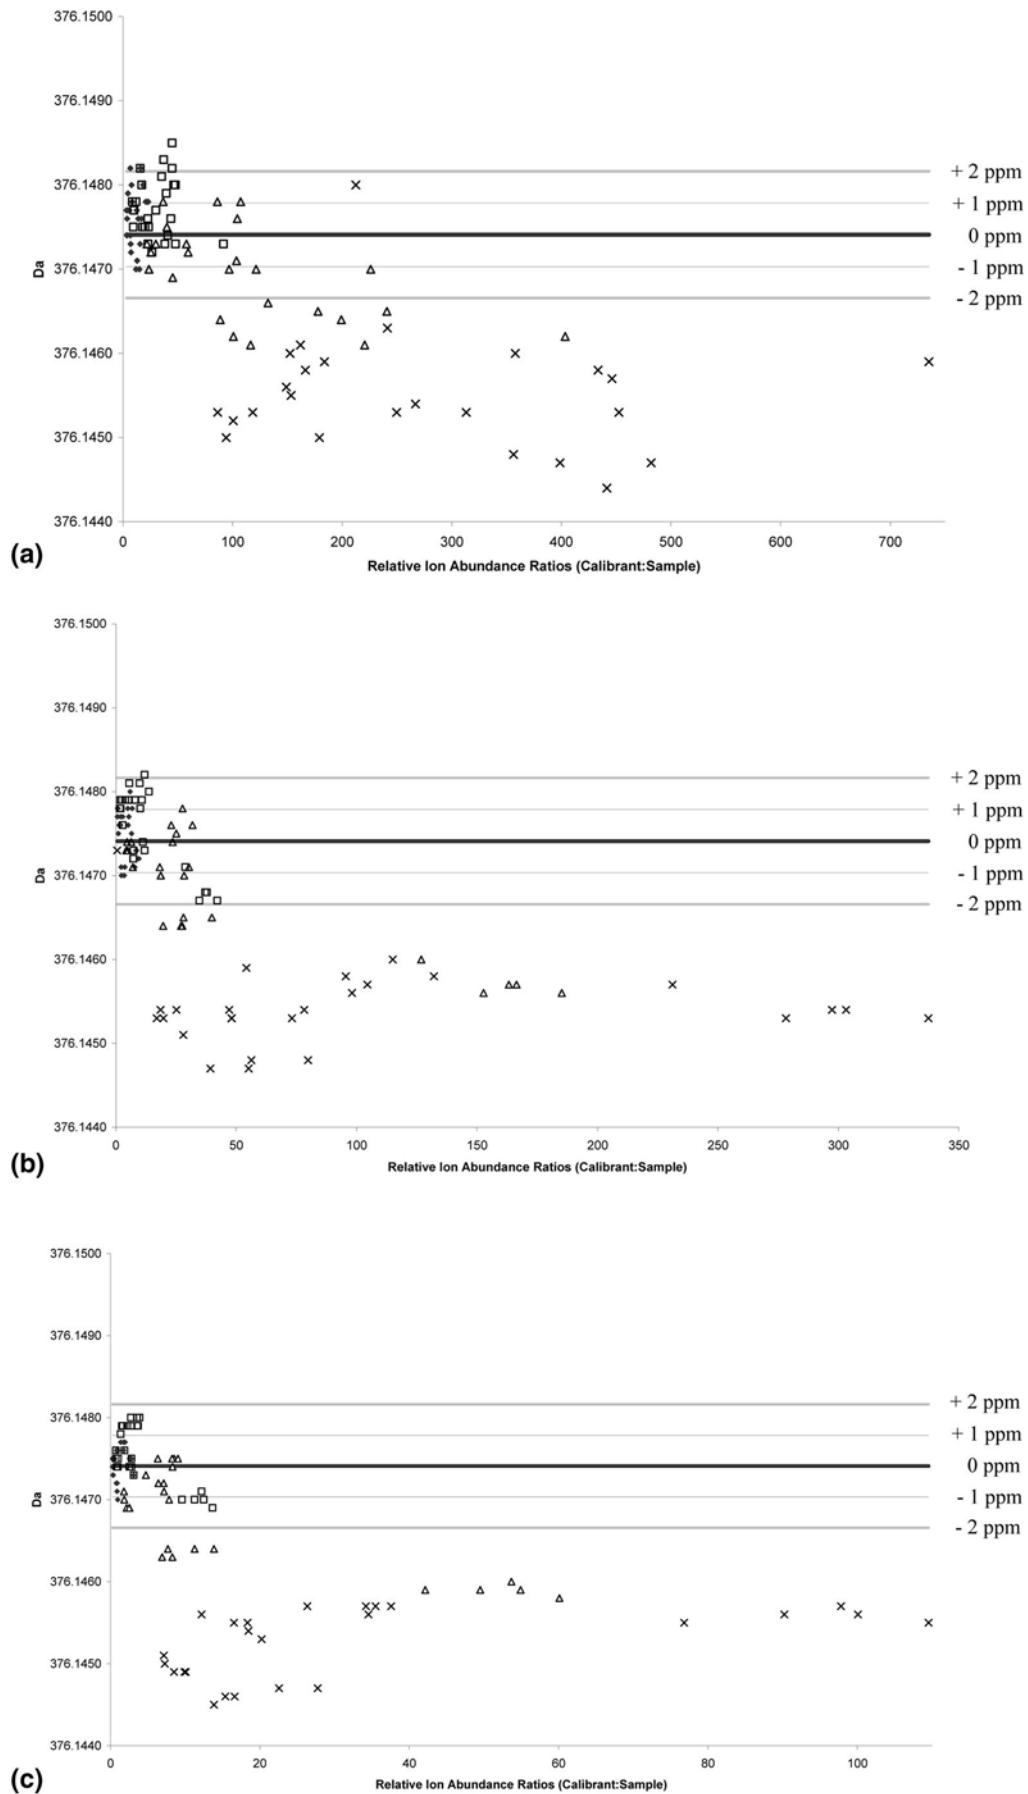 376.1500
376.1490
376.1480
376.1470
376.1460
376.1450
376.1440
Da
+ 2 ppm
+ 1 ppm
0 ppm
- 1 ppm
- 2 ppm
0 100 200 300 400 500 600 700
Relative Ion Abundance Ratios (Calibrant:Sample)
(a)
376.1500
376.1490
376.1480
376.1470
376.1460
376.1450
376.1440
Da
+ 2 ppm
+ 1 ppm
0 ppm
- 1 ppm
- 2 ppm
0 50 100 150 200 250 300 350
Relative Ion Abundance Ratios (Calibrant:Sample)
(b)
376.1500
376.1490
376.1480
376.1470
376.1460
376.1450
376.1440
Da
+ 2 ppm
+ 1 ppm
0 ppm
- 1 ppm
- 2 ppm
0 20 40 60 80 100
Relative Ion Abundance Ratios (Calibrant:Sample)
(c)